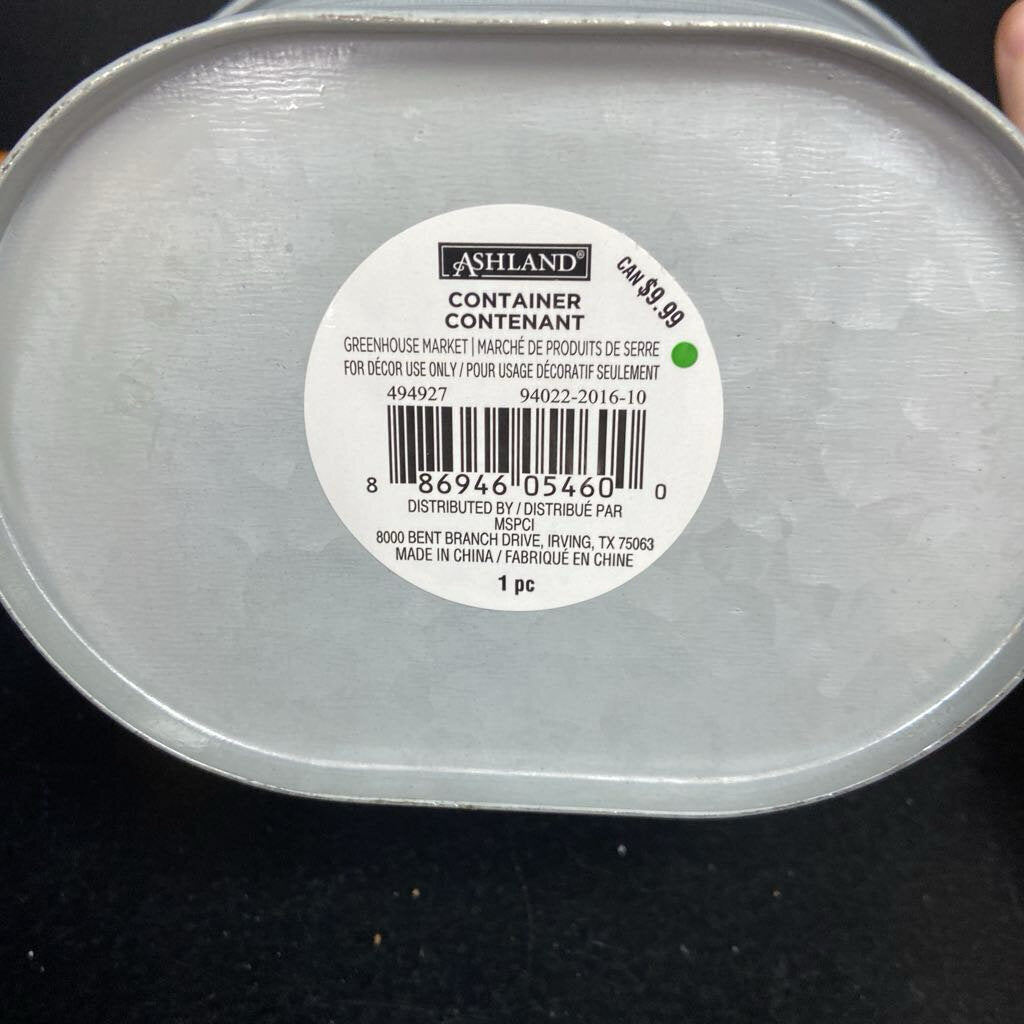 ASHLAND®
CAN $9.99
CONTAINER
CONTENANT
GREENHOUSE MARKET | MARCHÉ DE PRODUITS DE SERRE
FOR DÉCOR USE ONLY / POUR USAGE DÉCORATIF SEULEMENT
494927 94022-2016-10
8 86946 05460 0
DISTRIBUTED BY / DISTRIBUÉ PAR
MSPCI
8000 BENT BRANCH DRIVE, IRVING, TX 75063
MADE IN CHINA / FABRIQUÉ EN CHINE
1 pc